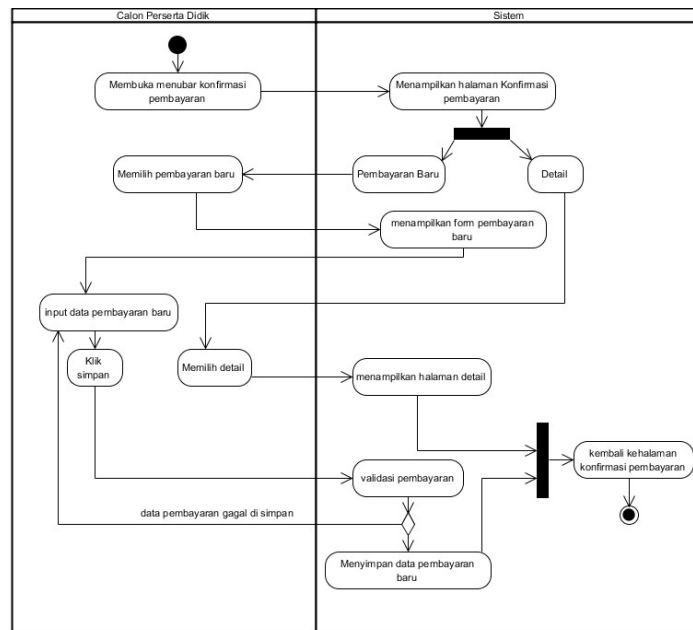 Calon Perserta Didik
Sistem
Membuka menubar konfirmasi
pembayaran
Menampilkan halaman Konfirmasi
pembayaran
Memilih pembayaran baru
Pembayaran Baru
Detail
menampilkan form pembayaran
baru
input data pembayaran baru
Klik
simpan
Memilih detail
menampilkan halaman detail
kembali kehalaman
konfirmasi pembayaran
validasi pembayaran
data pembayaran gagal di simpan
Menyimpan data pembayaran
baru